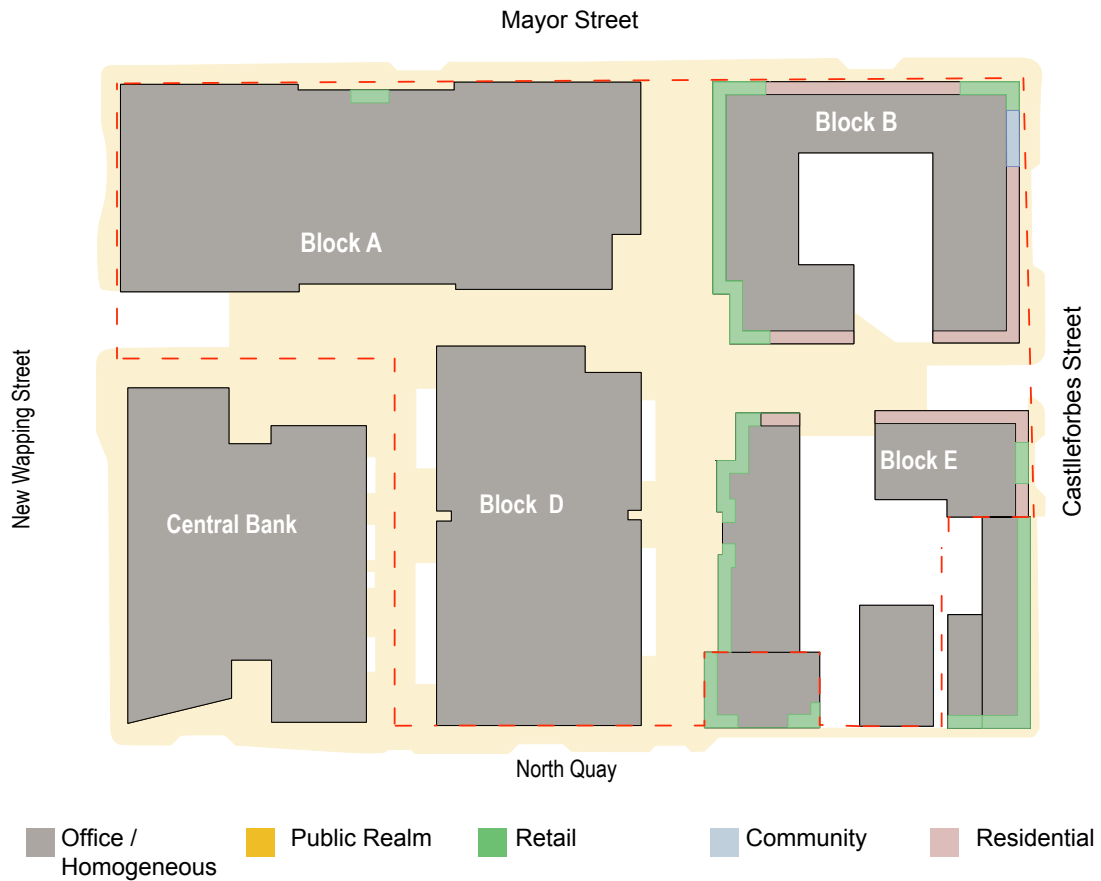 Mayor Street
Block B
Block A
New Wapping Street
Castlleforbes Street
Block E
Block D
Central Bank
North Quay
Office /
Homogeneous
Public Realm
Retail
Community
Residential